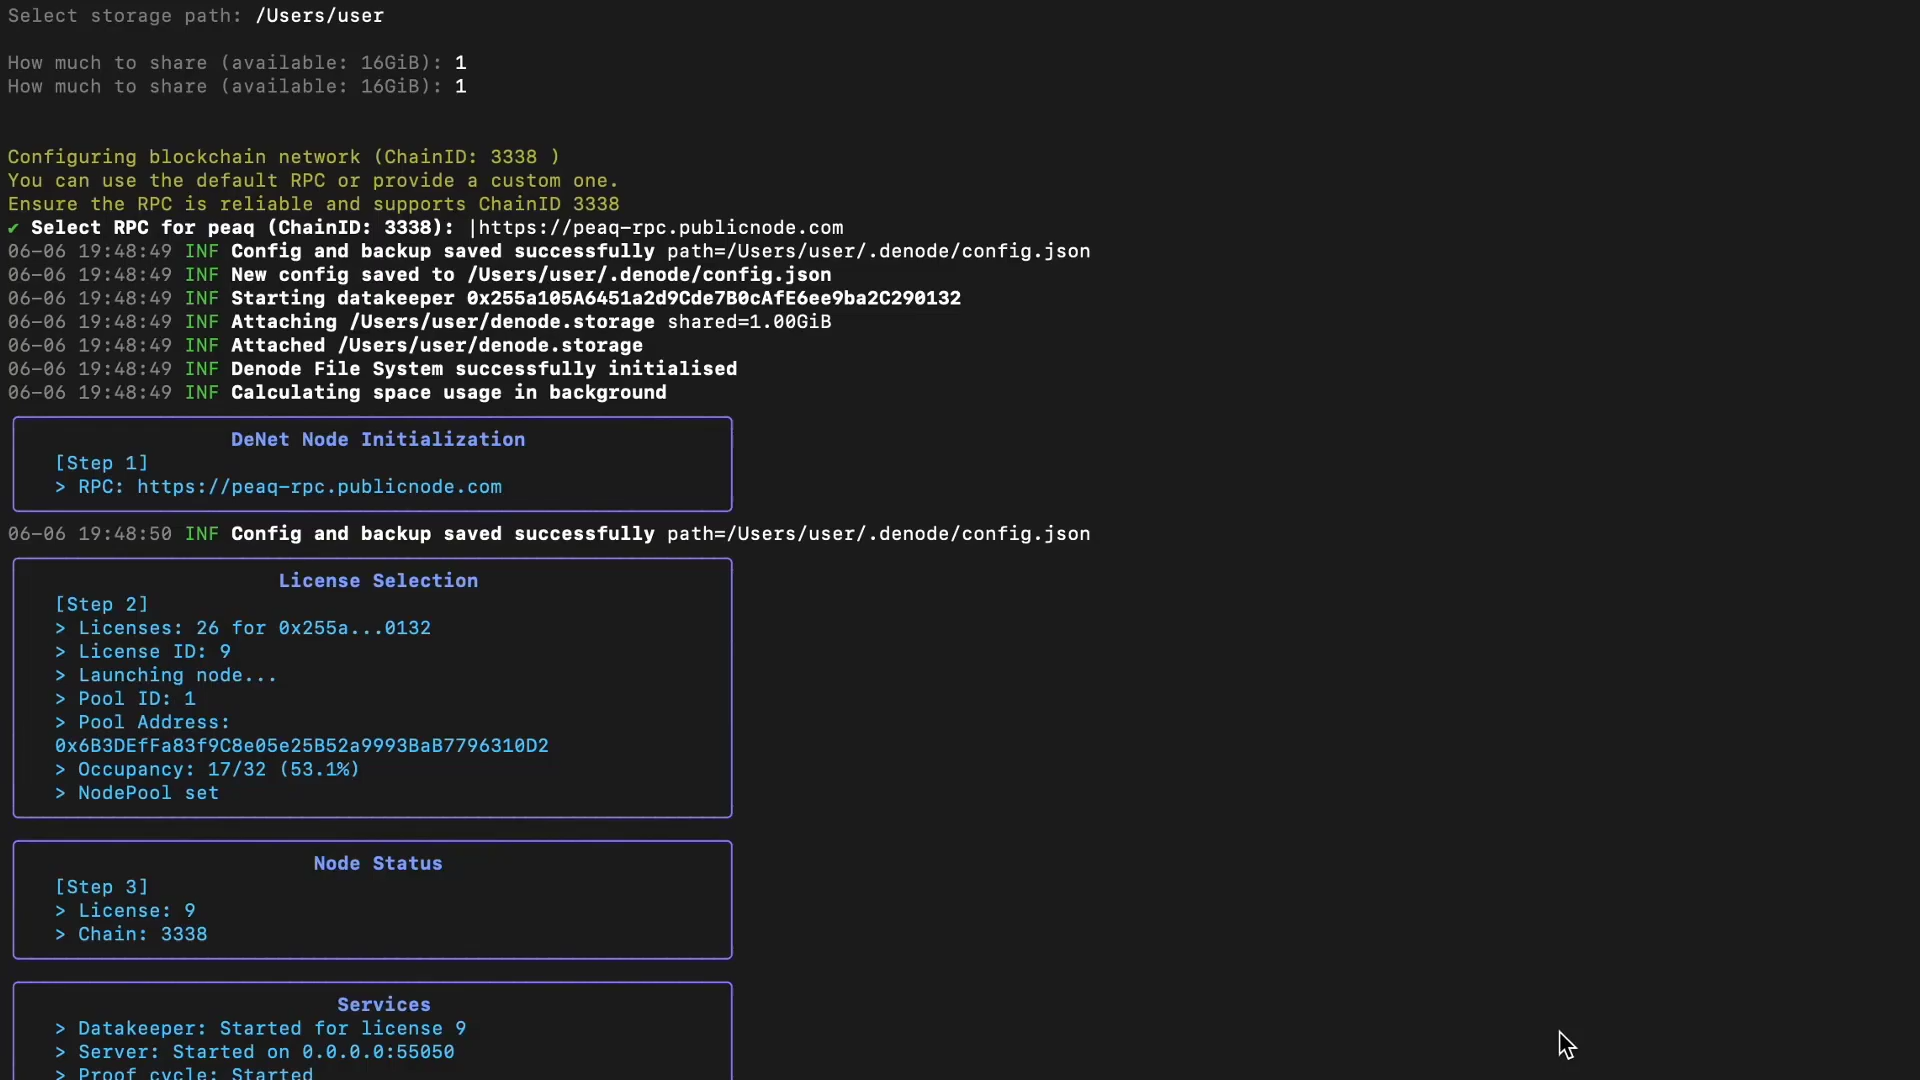 Select storage path: /Users/user
How much to share (available: 16GiB): 1
How much to share (available: 16GiB): 1
Configuring blockchain network (ChainID: 3338 )
You can use the default RPC or provide a custom one.
Ensure the RPC is reliable and supports ChainID 3338
✔ Select RPC for peaq (ChainID: 3338): |https://peaq-rpc.publicnode.com
06-06 19:48:49 INF Config and backup saved successfully path=/Users/user/.denode/config.json
06-06 19:48:49 INF New config saved to /Users/user/.denode/config.json
06-06 19:48:49 INF Starting datakeeper 0x255a105A6451a2d9Cde7B0cAfE6ee9ba2C290132
06-06 19:48:49 INF Attaching /Users/user/denode.storage shared=1.00GiB
06-06 19:48:49 INF Attached /Users/user/denode.storage
06-06 19:48:49 INF Denode File System successfully initialised
06-06 19:48:49 INF Calculating space usage in background
DeNet Node Initialization
[Step 1]
> RPC: https://peaq-rpc.publicnode.com
06-06 19:48:50 INF Config and backup saved successfully path=/Users/user/.denode/config.json
License Selection
[Step 2]
> Licenses: 26 for 0x255a...0132
> License ID: 9
> Launching node...
> Pool ID: 1
> Pool Address:
0x6B3DEfFa83f9C8e05e25B52a9993BaB7796310D2
> Occupancy: 17/32 (53.1%)
> NodePool set
Node Status
[Step 3]
> License: 9
> Chain: 3338
Services
> Datakeeper: Started for license 9
> Server: Started on 0.0.0.0:55050
> Proof cycle: Started